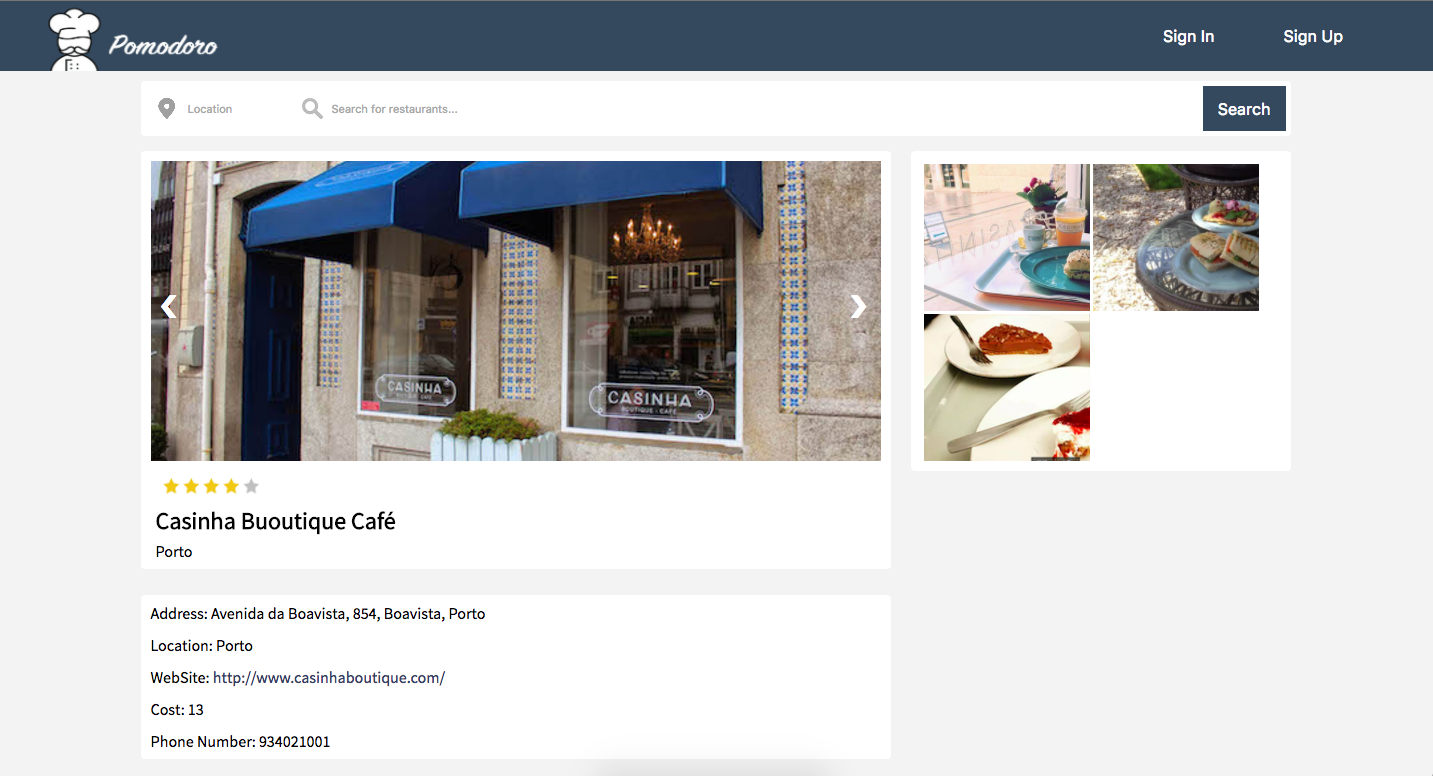 Pomodoro
Sign In
Sign Up
Location
Search for restaurants...
Search
CASINHA
BOUTIQUE · CAFÉ
CASINHA
BOUTIQUE · CAFÉ
Casinha Buoutique Café
Porto
Address: Avenida da Boavista, 854, Boavista, Porto
Location: Porto
WebSite: http://www.casinhaboutique.com/
Cost: 13
Phone Number: 934021001